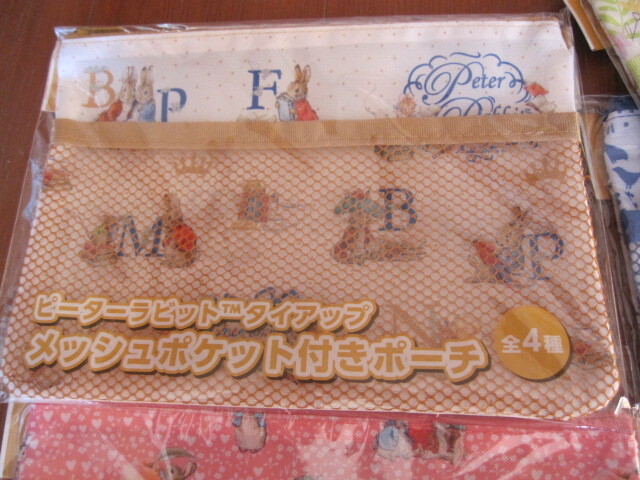 B P F Peter
M B P
ピーターラビット™タイアップ
メッシュポケット付きポーチ
全4種